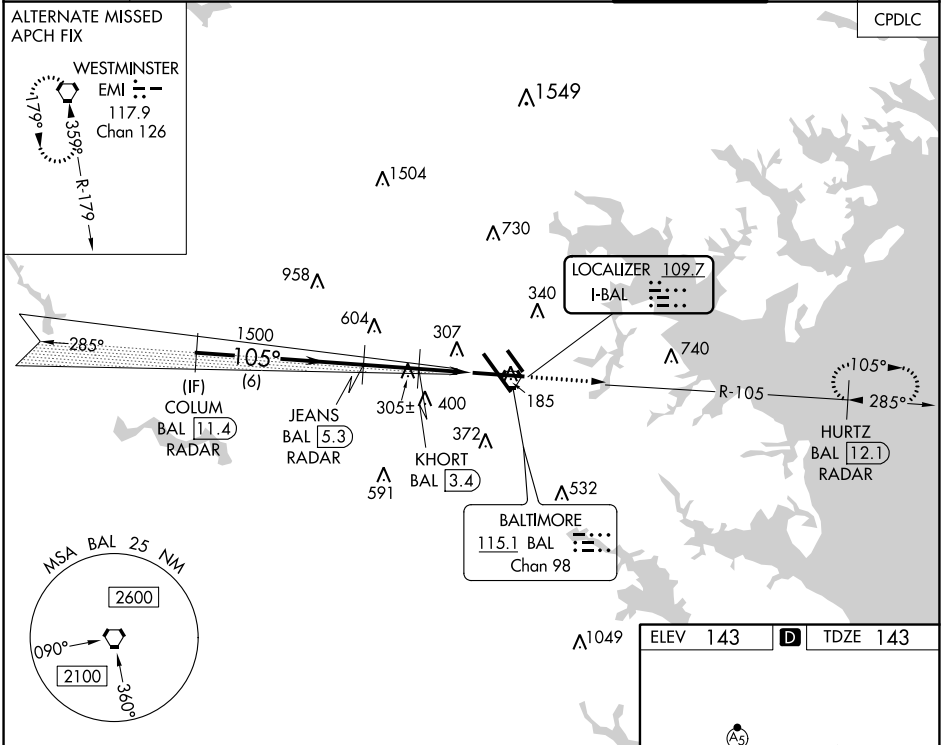 ALTERNATE MISSED
APCH FIX
WESTMINSTER
EMI
117.9
Chan 126
179°
359°
R-179
CPDLC
1549
1504
730
958
604
307
340
740
LOCALIZER 109.7
I-BAL
285°
1500
105°
(6)
(IF)
COLUM
BAL 11.4
RADAR
JEANS
BAL 5.3
RADAR
305±
400
KHORT
BAL 3.4
372
591
185
532
R-105
105°
285°
HURTZ
BAL 12.1
RADAR
BALTIMORE
115.1 BAL
Chan 98
MSA BAL 25 NM
2600
090°
2100
360°
1049
ELEV 143 D TDZE 143
A5